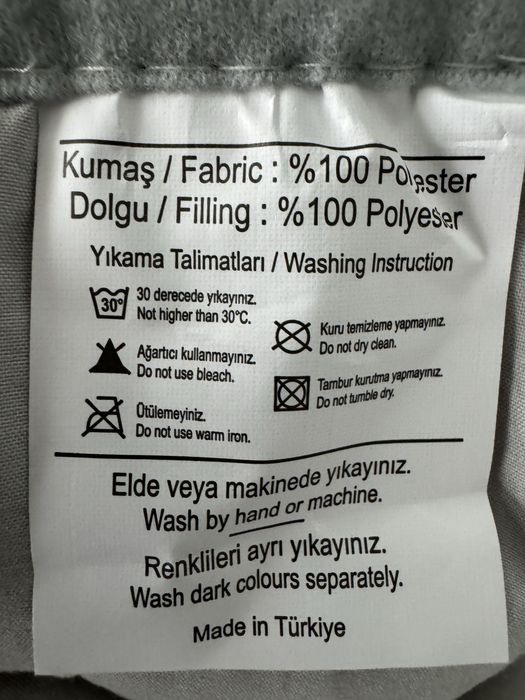 Kumaş / Fabric : %100 Polyester
Dolgu / Filling : %100 Polyester
Yıkama Talimatları / Washing Instruction
30°
30 derecede yıkayınız.
Not higher than 30°C.
Kuru temizleme yapmayınız.
Do not dry clean.
Ağartıcı kullanmayınız.
Do not use bleach.
Tambur kurutma yapmayınız.
Do not tumble dry.
Ütülemeyiniz.
Do not use warm iron.
Elde veya makinede yıkayınız.
Wash by hand or machine.
Renklileri ayrı yıkayınız.
Wash dark colours separately.
Made in Türkiye